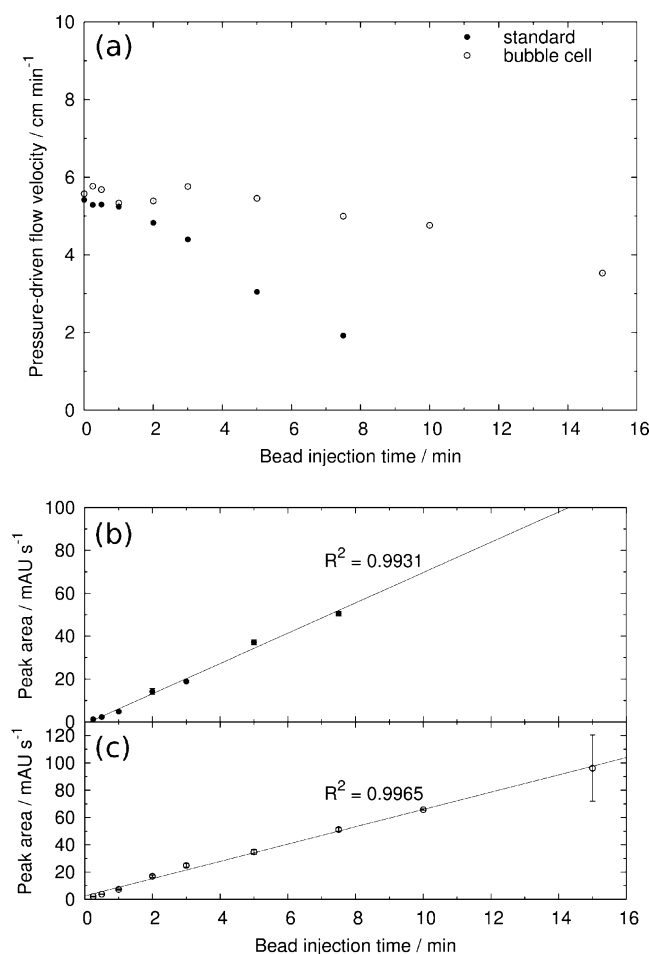 (a)
standard
bubble cell
Pressure-driven flow velocity / cm min⁻¹
10
8
6
4
2
0
0 2 4 6 8 10 12 14 16
Bead injection time / min
(b)
R² = 0.9931
Peak area / mAU s⁻¹
100
80
60
40
20
0
(c)
R² = 0.9965
Peak area / mAU s⁻¹
120
100
80
60
40
20
0
0 2 4 6 8 10 12 14 16
Bead injection time / min